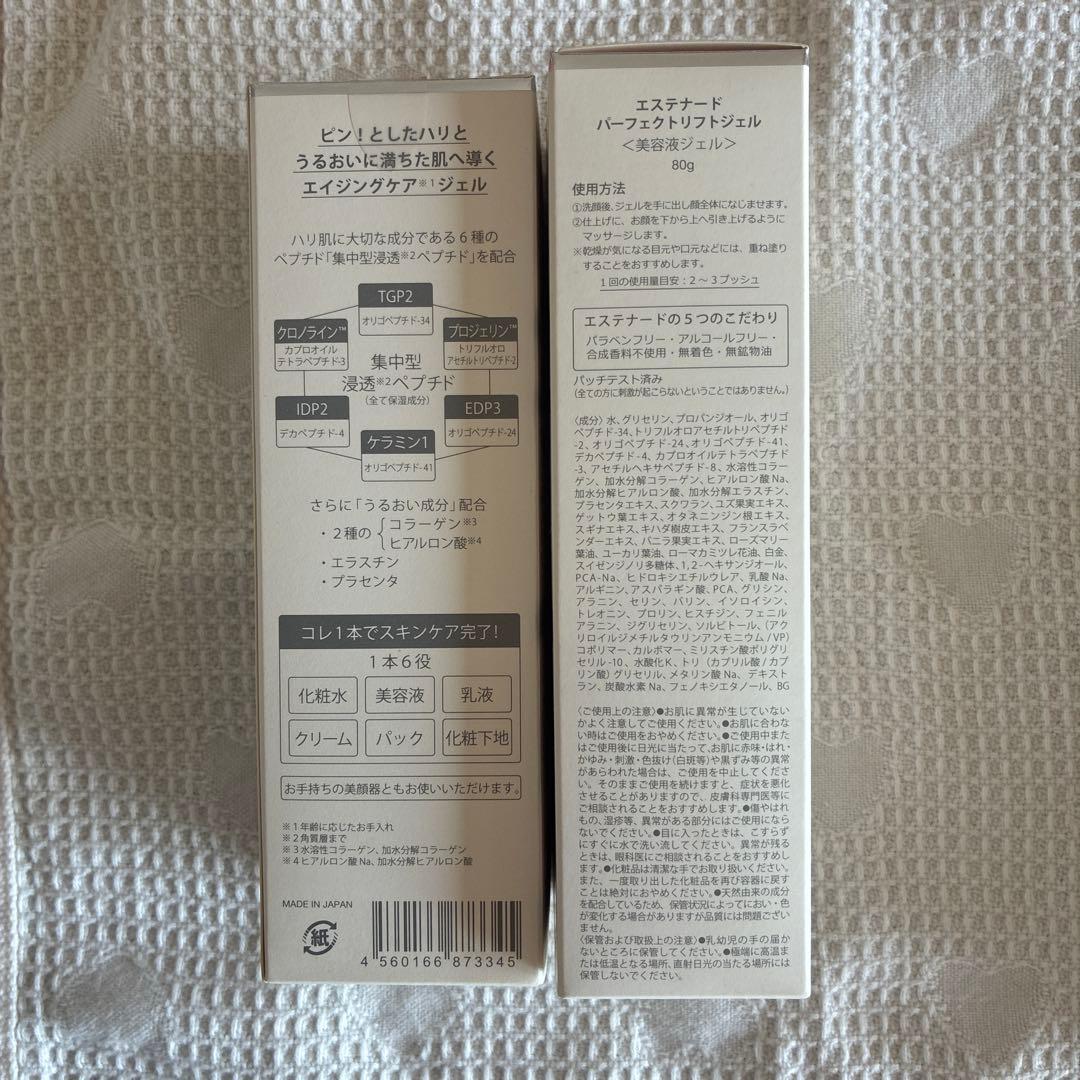 ピン!としたハリと
うるおいに満ちた肌へ導く
エイジングケア※1ジェル
ハリ肌に大切な成分である6種の
ペプチド「集中型浸透※2ペプチド」を配合
TGP2
オリゴペプチド-34
クロノライン™
カプロオイル
テトラペプチド-3
プロジェリン™
トリフルオロ
アセチルトリペプチド-2
集中型
浸透※2ペプチド
(全て保湿成分)
IDP2
デカペプチド-4
EDP3
オリゴペプチド-24
ケラミン1
オリゴペプチド-41
さらに「うるおい成分」配合
・2種の{コラーゲン※3
ヒアルロン酸※4
・エラスチン
・プラセンタ
コレ1本でスキンケア完了!
1本6役
化粧水 美容液 乳液
クリーム パック 化粧下地
お手持ちの美顔器ともお使いいただけます。
※1年齢に応じたお手入れ
※2角質層まで
※3水溶性コラーゲン、加水分解コラーゲン
※4ヒアルロン酸Na、加水分解ヒアルロン酸
MADE IN JAPAN
紙
4 560166 873345
エステナード
パーフェクトリフトジェル
<美容液ジェル>
80g
使用方法
①洗顔後、ジェルを手に出し顔全体になじませます。
②仕上げに、お顔を下から上へ引き上げるように
マッサージします。
※乾燥が気になる目元や口元などには、重ね塗り
することをおすすめします。
1回の使用量目安:2〜3プッシュ
エステナードの5つのこだわり
パラベンフリー・アルコールフリー・
合成香料不使用・無着色・無鉱物油
パッチテスト済み
(全ての方に刺激が起こらないということではありません。)
〈成分〉水、グリセリン、プロパンジオール、オリゴ
ペプチド-34、トリフルオロアセチルトリペプチド
-2、オリゴペプチド-24、オリゴペプチド-41、
デカペプチド-4、カプロオイルテトラペプチド
-3、アセチルヘキサペプチド-8、水溶性コラー
ゲン、加水分解コラーゲン、ヒアルロン酸Na、
加水分解ヒアルロン酸、加水分解エラスチン、
プラセンタエキス、スクワラン、ユズ果実エキス、
ゲットウ葉エキス、オタネニンジン根エキス、
スギナエキス、キハダ樹皮エキス、フランスラベ
ンダーエキス、バニラ果実エキス、ローズマリー
葉油、ユーカリ葉油、ローマカミツレ花油、白金、
スイゼンジノリ多糖体、1,2-ヘキサンジオール、
PCA-Na、ヒドロキシエチルウレア、乳酸Na、
アルギニン、アスパラギン酸、PCA、グリシン、
アラニン、セリン、バリン、イソロイシン、
トレオニン、プロリン、ヒスチジン、フェニル
アラニン、ジグリセリン、ソルビトール、(アク
リロイルジメチルタウリンアンモニウム/VP)
コポリマー、カルボマー、ミリスチン酸ポリグリ
セリル-10、水酸化K、トリ(カプリル酸/カプ
リン酸)グリセリル、メタリン酸Na、デキスト
ラン、炭酸水素Na、フェノキシエタノール、BG
〈ご使用上の注意〉●お肌に異常が生じていない
かよく注意してご使用ください。●お肌に合わな
い時はご使用をおやめください。●ご使用中また
はご使用後に日光に当たって、お肌に赤味・はれ・
かゆみ・刺激・色抜け(白斑等)や黒ずみ等の異常
があらわれた場合は、ご使用を中止してくださ
い。そのままご使用を続けますと、症状を悪化
させることがありますので、皮膚科専門医等に
ご相談されることをおすすめします。●傷やはれ
もの、湿疹等、異常がある部分にはご使用になら
ないでください。●目に入ったときは、こすらず
にすぐに水で洗い流してください。異常が残る
ときは、眼科医にご相談されることをおすすめし
ます。●化粧品は清潔な手でお取り扱いください。
また、一度取り出した化粧品を再び容器に戻す
ことは絶対におやめください。●天然由来の成分
を配合しているため、保管状況によってにおい・色
が変化する場合がありますが品質には問題ござい
ません。
〈保管および取扱上の注意〉●乳幼児の手の届か
ないところに保管してください。●極端に高温ま
たは低温となる場所、直射日光の当たる場所には
保管しないでください。